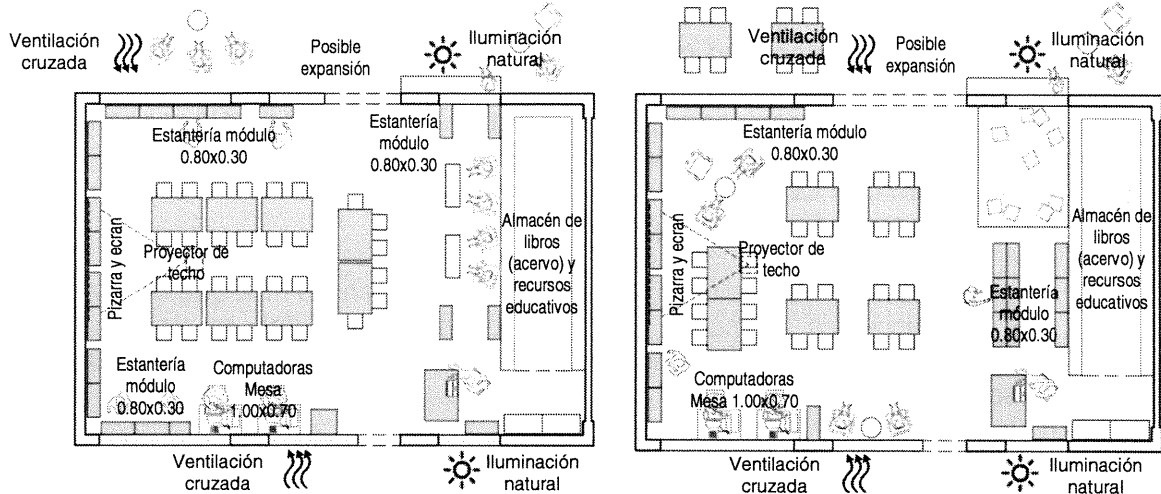 Ventilación
cruzada
Posible
expansión
Iluminación
natural
Estantería módulo
0.80x0.30
Estantería
módulo
0.80x0.30
Pizarra y ecran
Proyector de
techo
Almacén de
libros
(acervo) y
recursos
educativos
Estantería
módulo
0.80x0.30
Computadoras
Mesa
1.00x0.70
Ventilación
cruzada
Iluminación
natural
Ventilación
cruzada
Posible
expansión
Iluminación
natural
Estantería módulo
0.80x0.30
Pizarra y ecran
Proyector de
techo
Almacén de
libros
(acervo) y
recursos
educativos
Estantería
módulo
0.80x0.30
Computadoras
Mesa 1.00x0.70
Ventilación
cruzada
Iluminación
natural